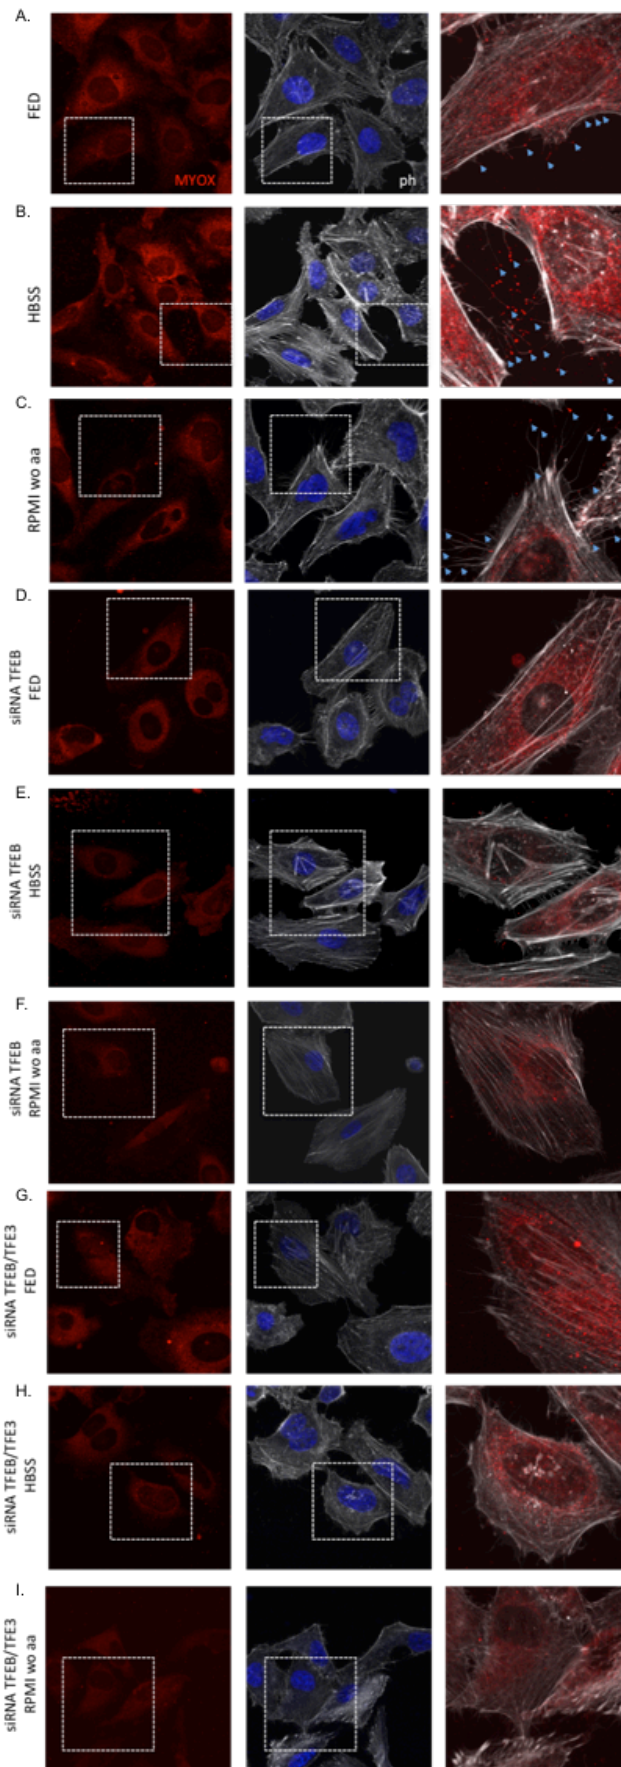 A.
FED
MYOX
ph
B.
HBSS
C.
RPMI wo aa
D.
siRNA TFEB
FED
E.
siRNA TFEB
HBSS
F.
siRNA TFEB
RPMI wo aa
G.
siRNA TFEB/TFE3
FED
H.
siRNA TFEB/TFE3
HBSS
I.
siRNA TFEB/TFE3
RPMI wo aa